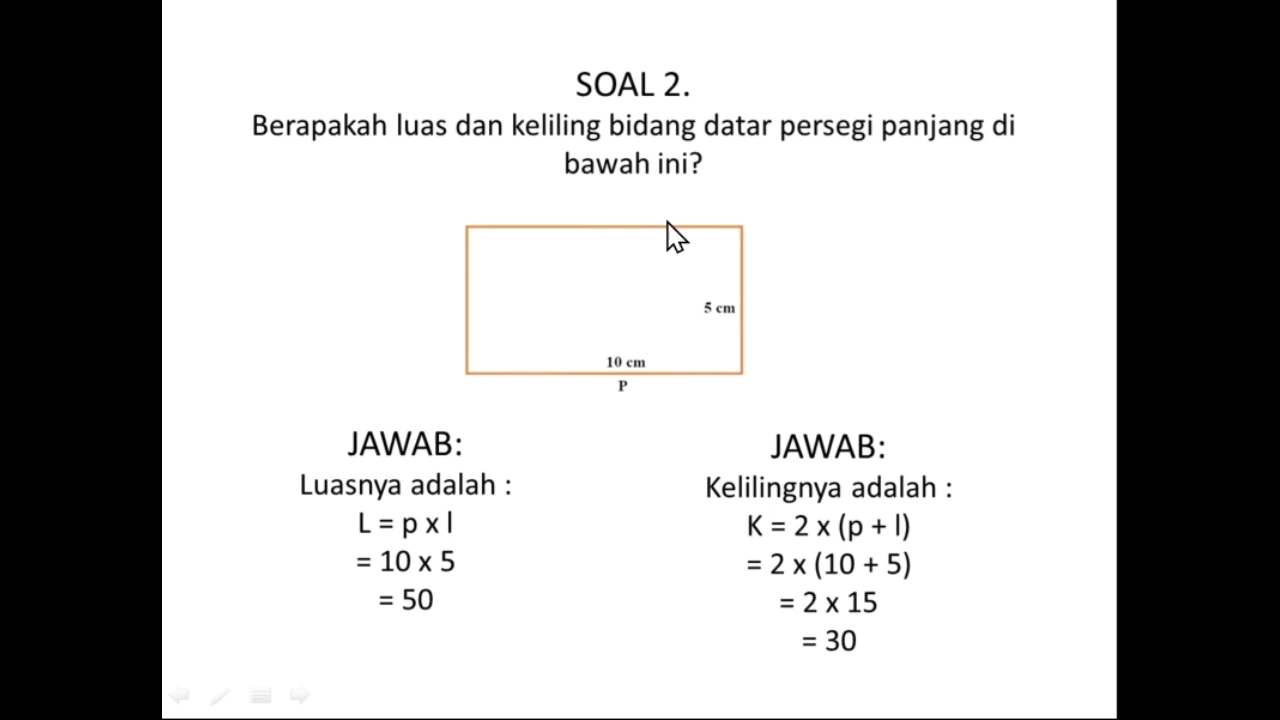 SOAL 2.
Berapakah luas dan keliling bidang datar persegi panjang di
bawah ini?
5 cm
10 cm
P
JAWAB:
Luasnya adalah :
L = p x l
= 10 x 5
= 50
JAWAB:
Kelilingnya adalah :
K = 2 x (p + l)
= 2 x (10 + 5)
= 2 x 15
= 30